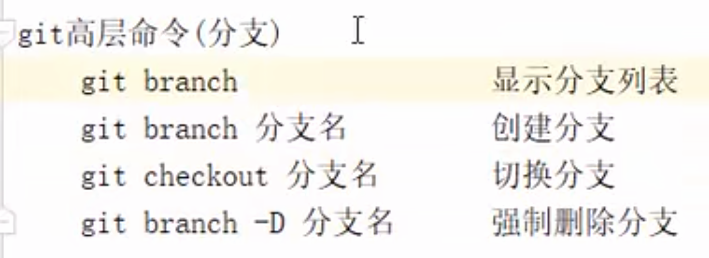 git高层命令(分支)
git branch 显示分支列表
git branch 分支名 创建分支
git checkout 分支名 切换分支
git branch -D 分支名 强制删除分支